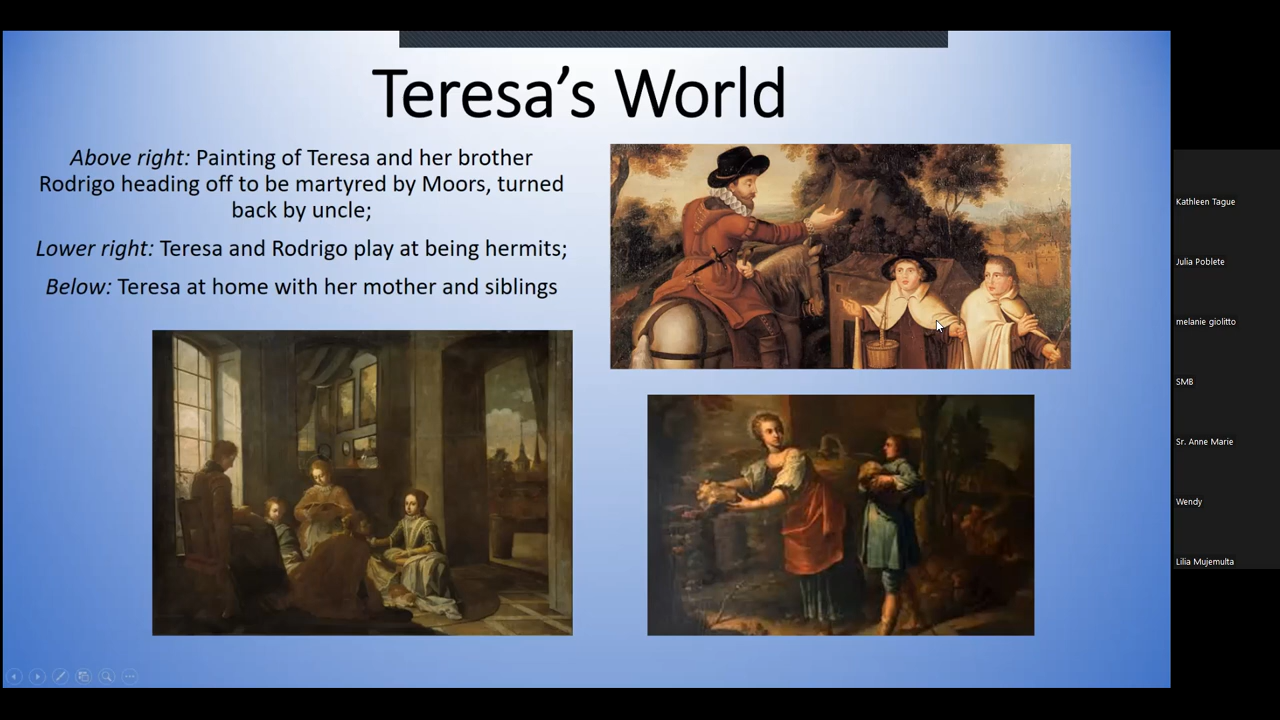 Teresa's World
Above right: Painting of Teresa and her brother
Rodrigo heading off to be martyred by Moors, turned
back by uncle;
Lower right: Teresa and Rodrigo play at being hermits;
Below: Teresa at home with her mother and siblings
Kathleen Tague
Julia Poblete
melanie giolitto
SMB
Sr. Anne Marie
Wendy
Lilia Mujemulta